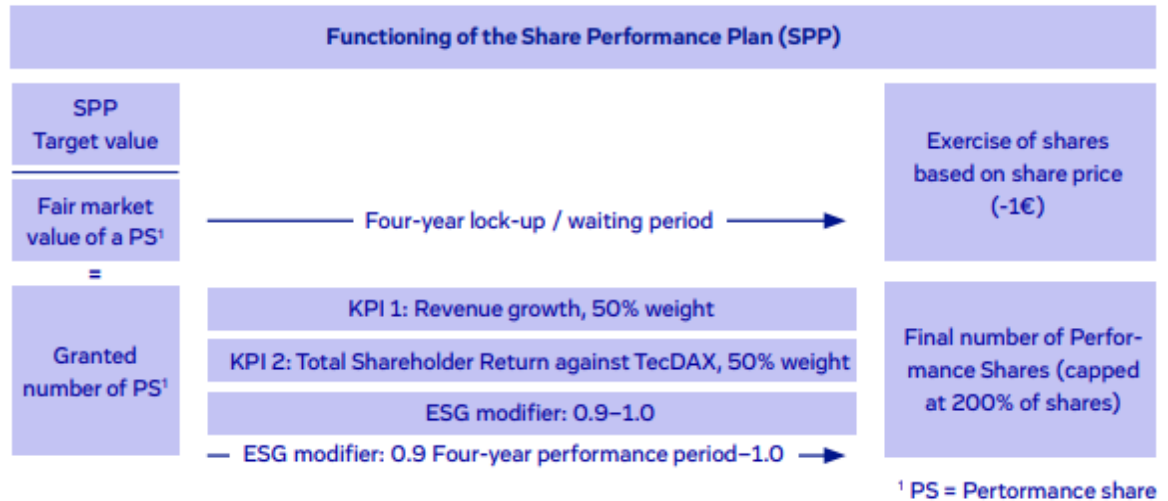 Functioning of the Share Performance Plan (SPP)
SPP
Target value
Fair market
value of a PS¹
=
Granted
number of PS¹
Four-year lock-up / waiting period
KPI 1: Revenue growth, 50% weight
KPI 2: Total Shareholder Return against TecDAX, 50% weight
ESG modifier: 0.9–1.0
ESG modifier: 0.9 Four-year performance period–1.0
Exercise of shares
based on share price
(-1€)
Final number of Perfor-
mance Shares (capped
at 200% of shares)
¹ PS = Pertormance share